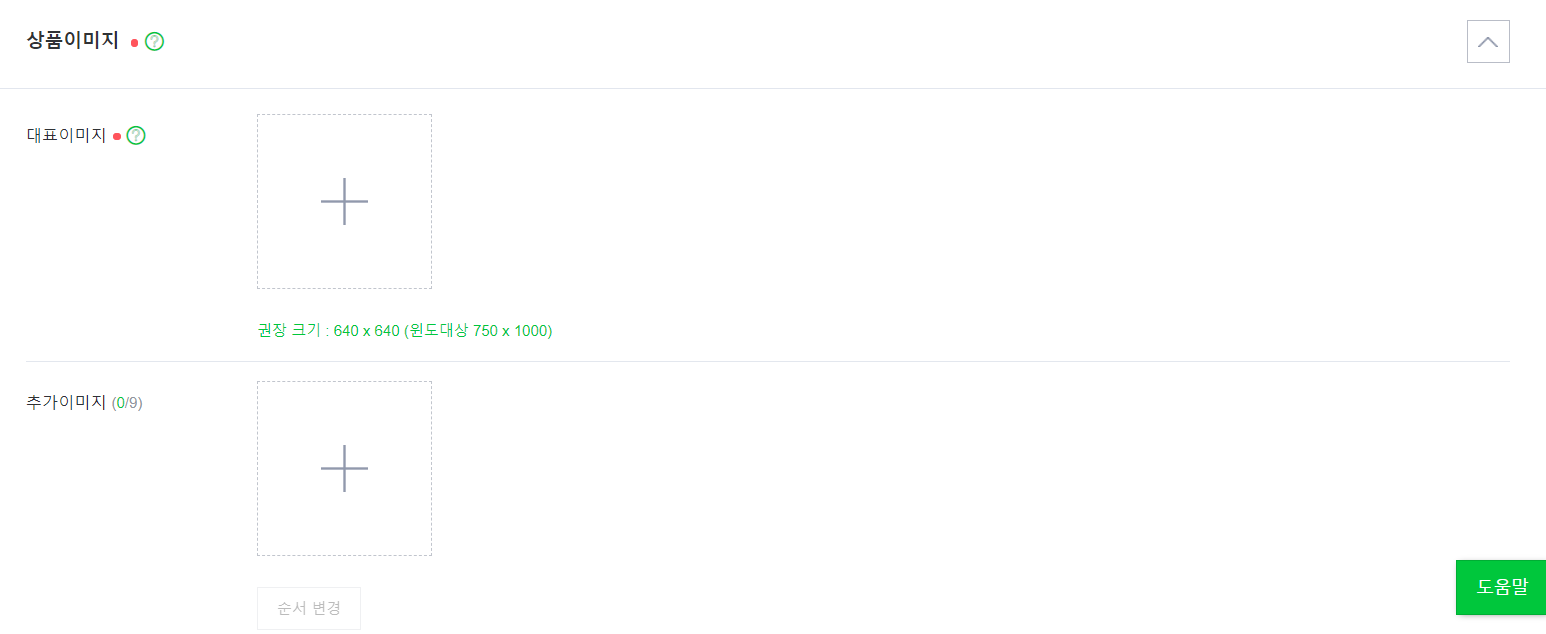 상품이미지
대표이미지
권장 크기 : 640 x 640 (윈도대상 750 x 1000)
추가이미지 (0/9)
순서 변경
도움말